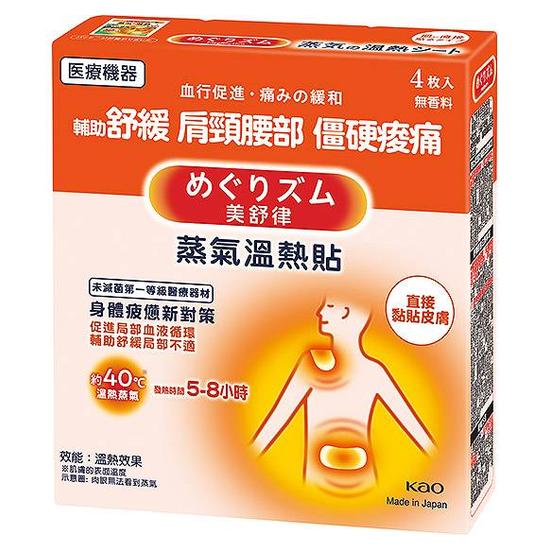 蒸気の温熱シート
医療機器
血行促進・痛みの緩和
4枚入
無香料
輔助舒緩 肩頸腰部 僵硬痠痛
めぐりズム
美舒律
蒸氣溫熱貼
未滅菌第一等級醫療器材
身體疲憊新對策
促進局部血液循環
輔助舒緩局部不適
直接
黏貼皮膚
約40℃※
溫熱蒸氣
發熱時間 5-8小時
效能：溫熱效果
※肌膚的表面溫度
示意圖: 肉眼無法看到蒸氣
Kao
Made in Japan